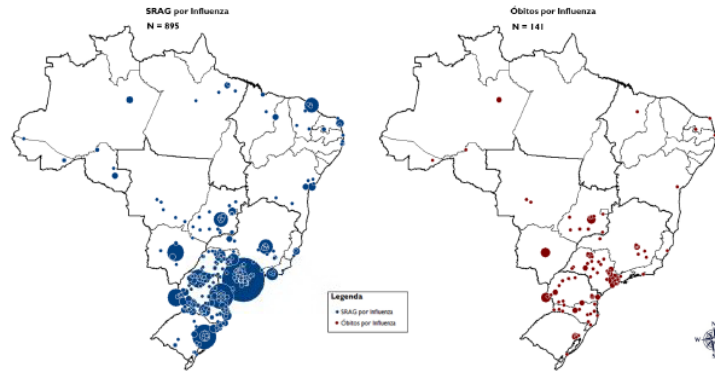 SRAG por Influenza
N = 895
Óbitos por Influenza
N = 141
Legenda
SRAG por Influenza
Óbitos por Influenza
N
W